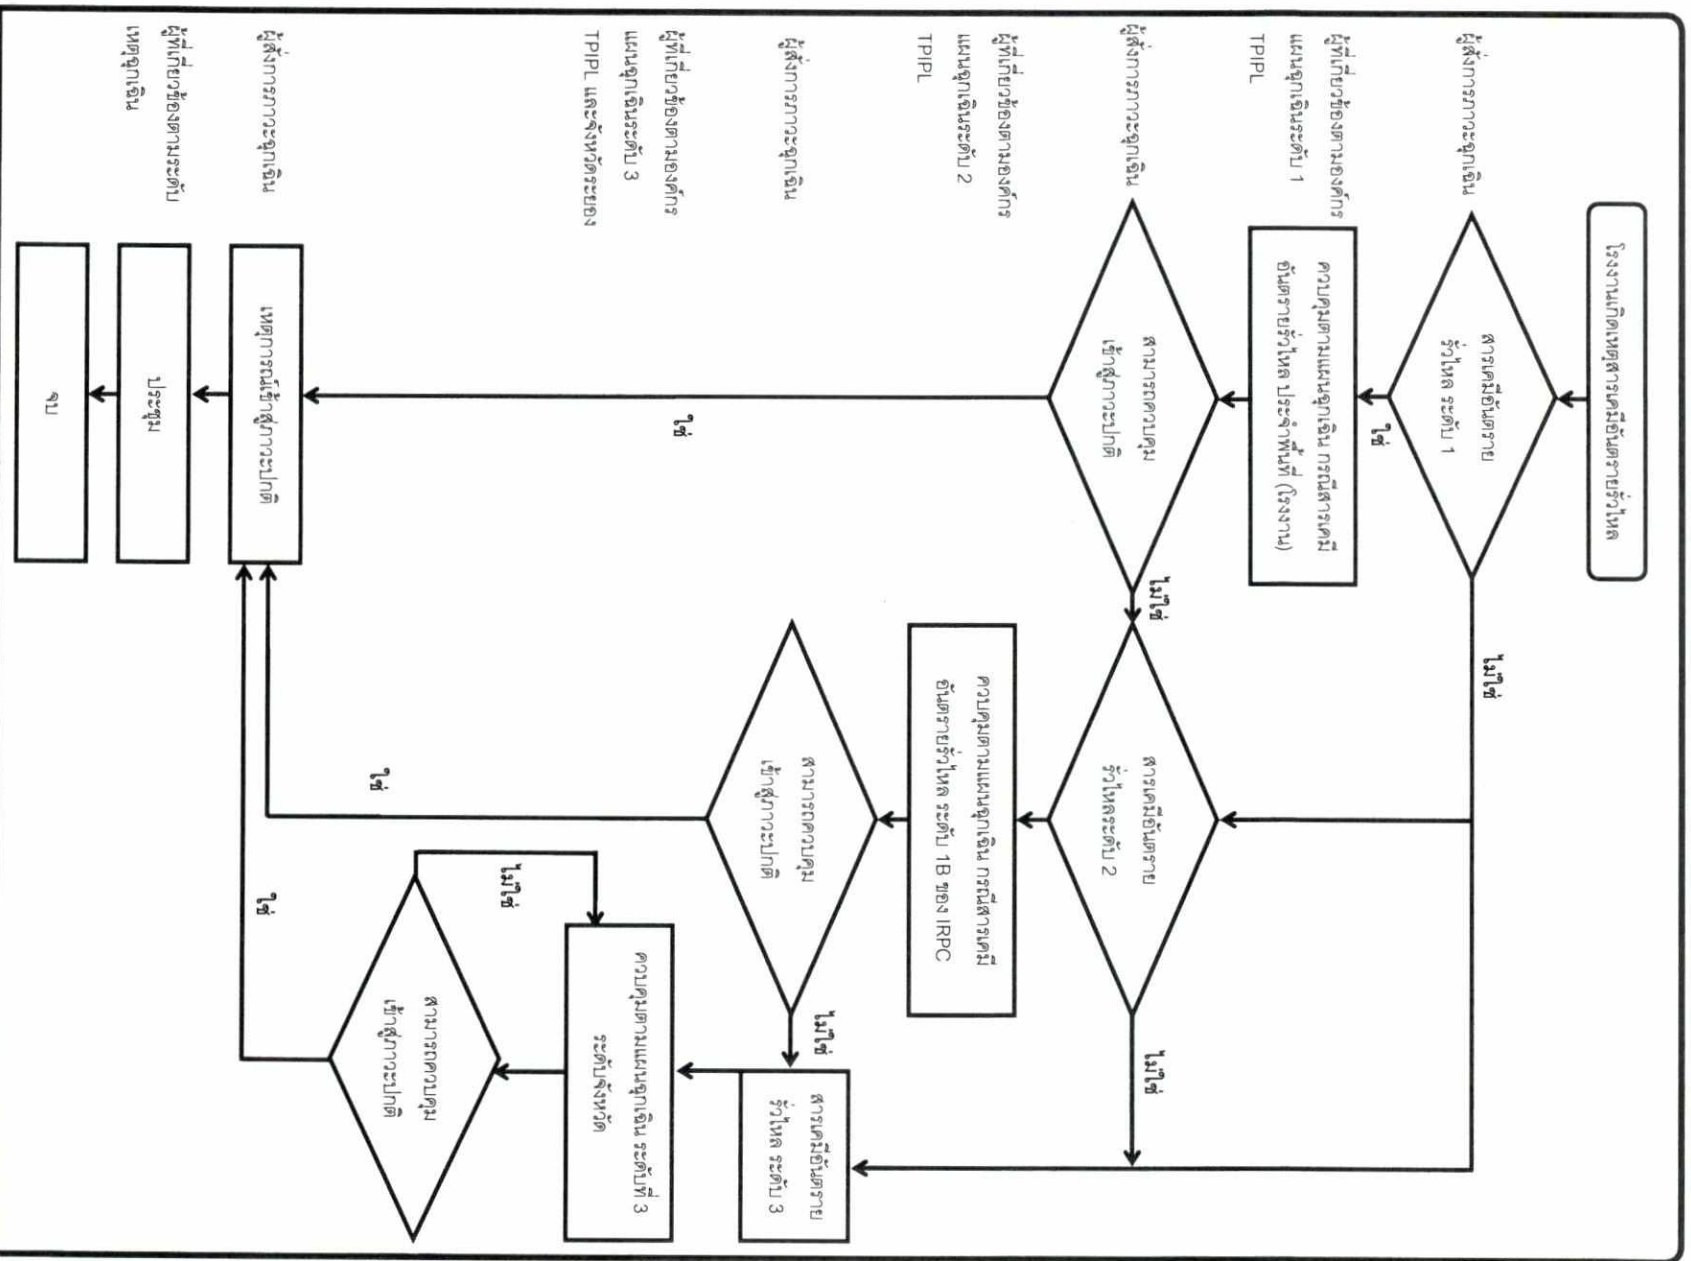 โรงงานเกิดเหตุสารเคมีอันตรายรั่วไหล
ผู้สั่งการภาวะฉุกเฉิน
สารเคมีอันตราย
รั่วไหล ระดับ 1
ไม่ใช่
ใช่
ผู้ที่เกี่ยวข้องตามองค์กร
แผนฉุกเฉินระดับ 1
TPIPL
ควบคุมตามแผนฉุกเฉิน กรณีสารเคมี
อันตรายรั่วไหล ประจำพื้นที่ (โรงงาน)
ผู้สั่งการภาวะฉุกเฉิน
สามารถควบคุม
เข้าสู่ภาวะปกติ
ไม่ใช่
สารเคมีอันตราย
รั่วไหลระดับ 2
ไม่ใช่
ผู้ที่เกี่ยวข้องตามองค์กร
แผนฉุกเฉินระดับ 2
TPIPL
ควบคุมตามแผนฉุกเฉิน กรณีสารเคมี
อันตรายรั่วไหล ระดับ 1B ของ IRPC
ผู้สั่งการภาวะฉุกเฉิน
สามารถควบคุม
เข้าสู่ภาวะปกติ
ไม่ใช่
สารเคมีอันตราย
รั่วไหล ระดับ 3
ใช่
ผู้ที่เกี่ยวข้องตามองค์กร
แผนฉุกเฉินระดับ 3
TPIPL และจังหวัดระยอง
ควบคุมตามแผนฉุกเฉิน ระดับที่ 3
ระดับจังหวัด
ไม่ใช่
สามารถควบคุม
เข้าสู่ภาวะปกติ
ใช่
ใช่
ผู้สั่งการภาวะฉุกเฉิน
เหตุการณ์เข้าสู่ภาวะปกติ
ผู้ที่เกี่ยวข้องตามระดับ
เหตุฉุกเฉิน
ประชุม
จบ